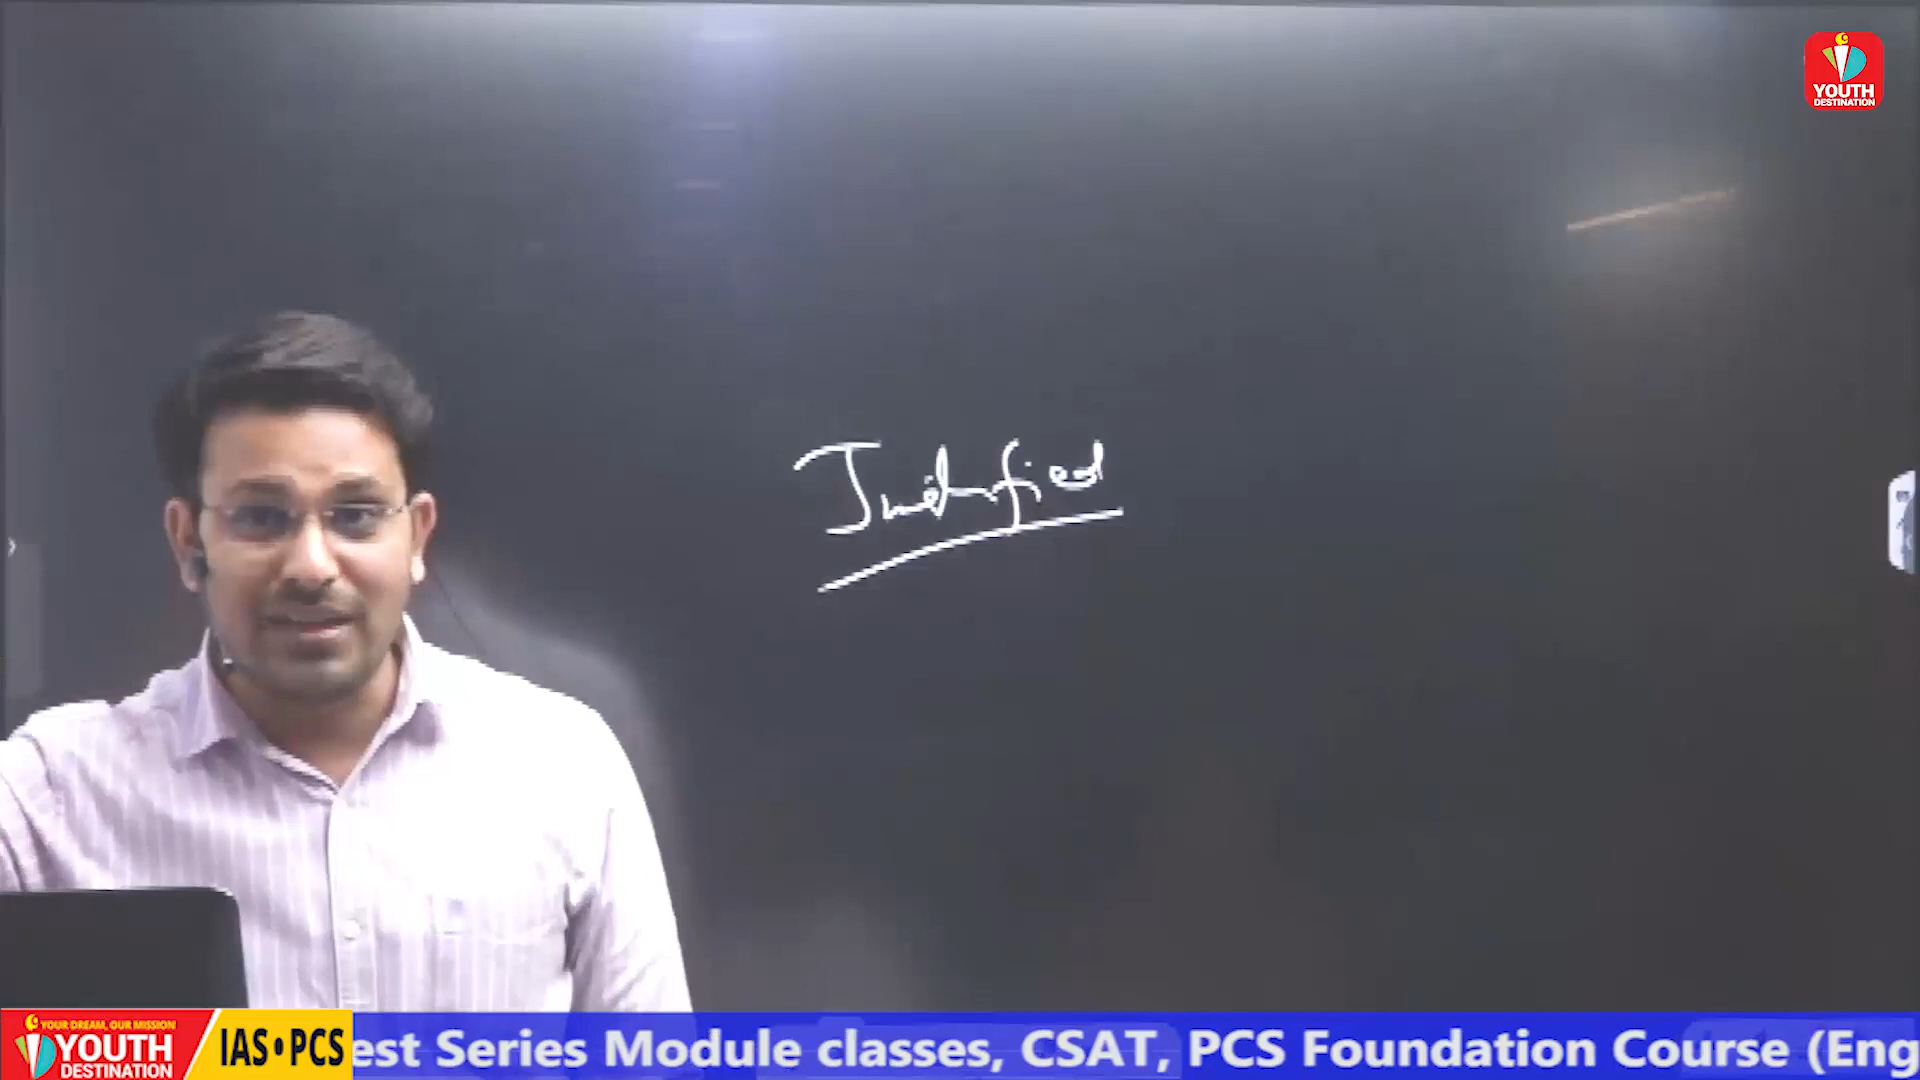 YOUTH
DESTINATION
YOUR DREAM, OUR MISSION
YOUTH
DESTINATION
IAS•PCS
est Series Module classes, CSAT, PCS Foundation Course (Eng